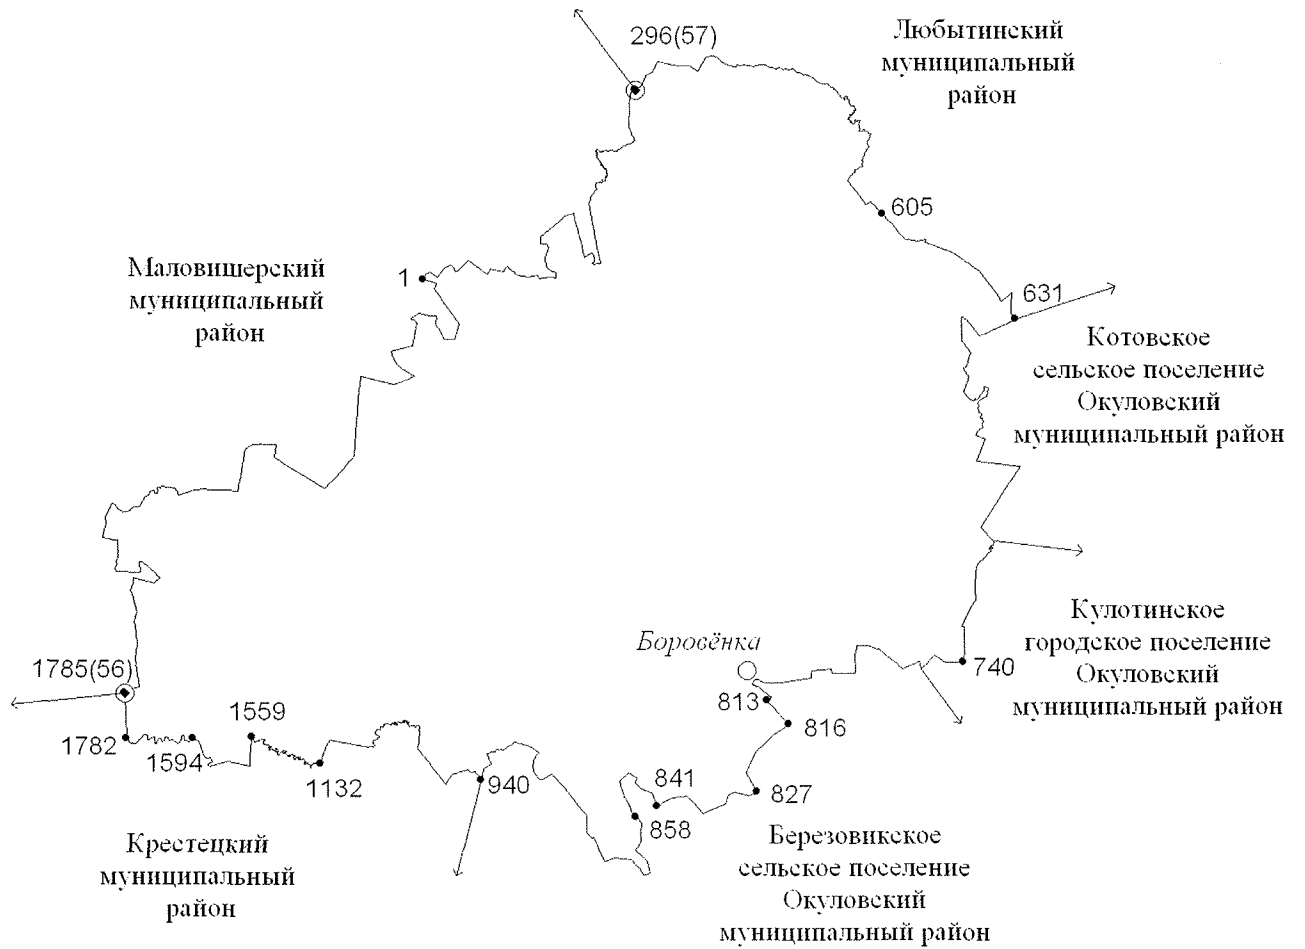 296(57)
Любытинский
муниципальный
район
605
Маловишерский
муниципальный
район
1
631
Котовское
сельское поселение
Окуловский
муниципальный район
Кулотинское
городское поселение
Окуловский
муниципальный район
Боровёнка
740
813
816
1785(56)
1559
1782
1594
1132
940
841
827
858
Крестецкий
муниципальный
район
Березовикское
сельское поселение
Окуловский
муниципальный район